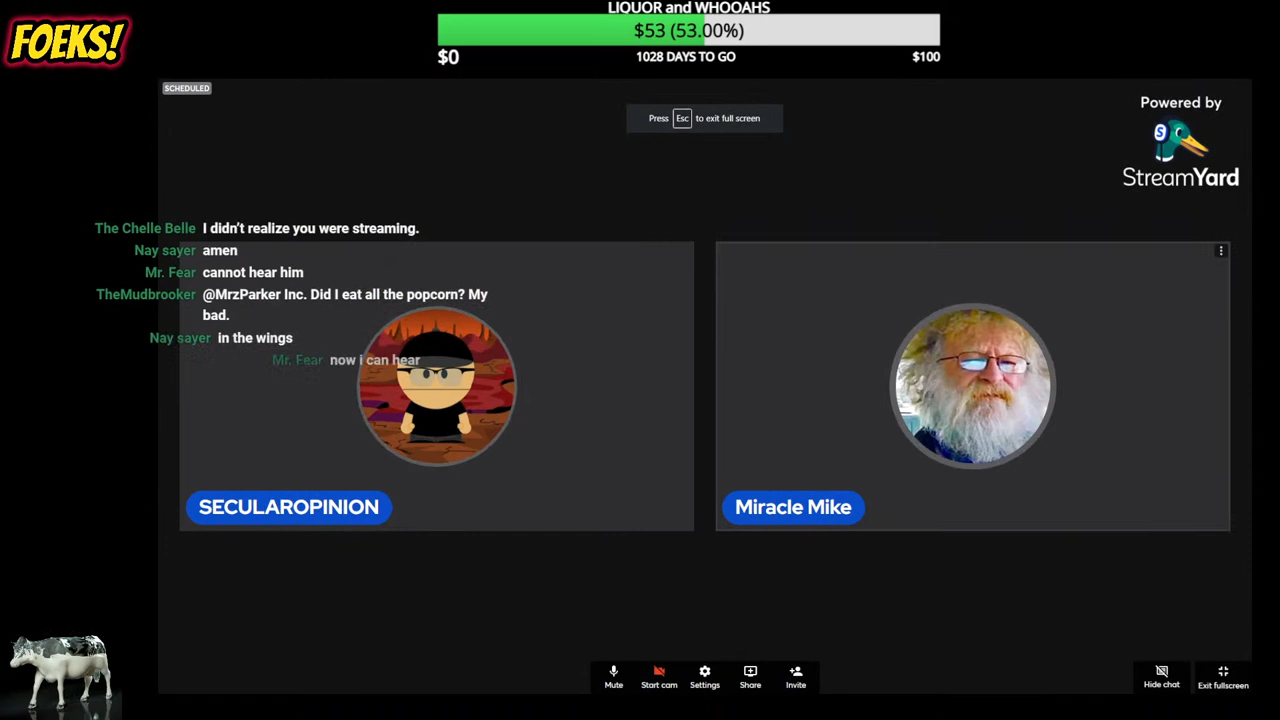 FOEKS!
LIQUOR and WHOOAHS
$53 (53.00%)
$0
1028 DAYS TO GO
$100
SCHEDULED
Press Esc to exit full screen
Powered by
S
StreamYard
The Chelle Belle I didn't realize you were streaming.
Nay sayer amen
Mr. Fear cannot hear him
TheMudbrooker @MrzParker Inc. Did I eat all the popcorn? My
bad.
Nay sayer in the wings
Mr. Fear now i can hear
SECULAROPINION
Miracle Mike
Mute
Start cam
Settings
Share
Invite
Hide chat
Exit fullscreen